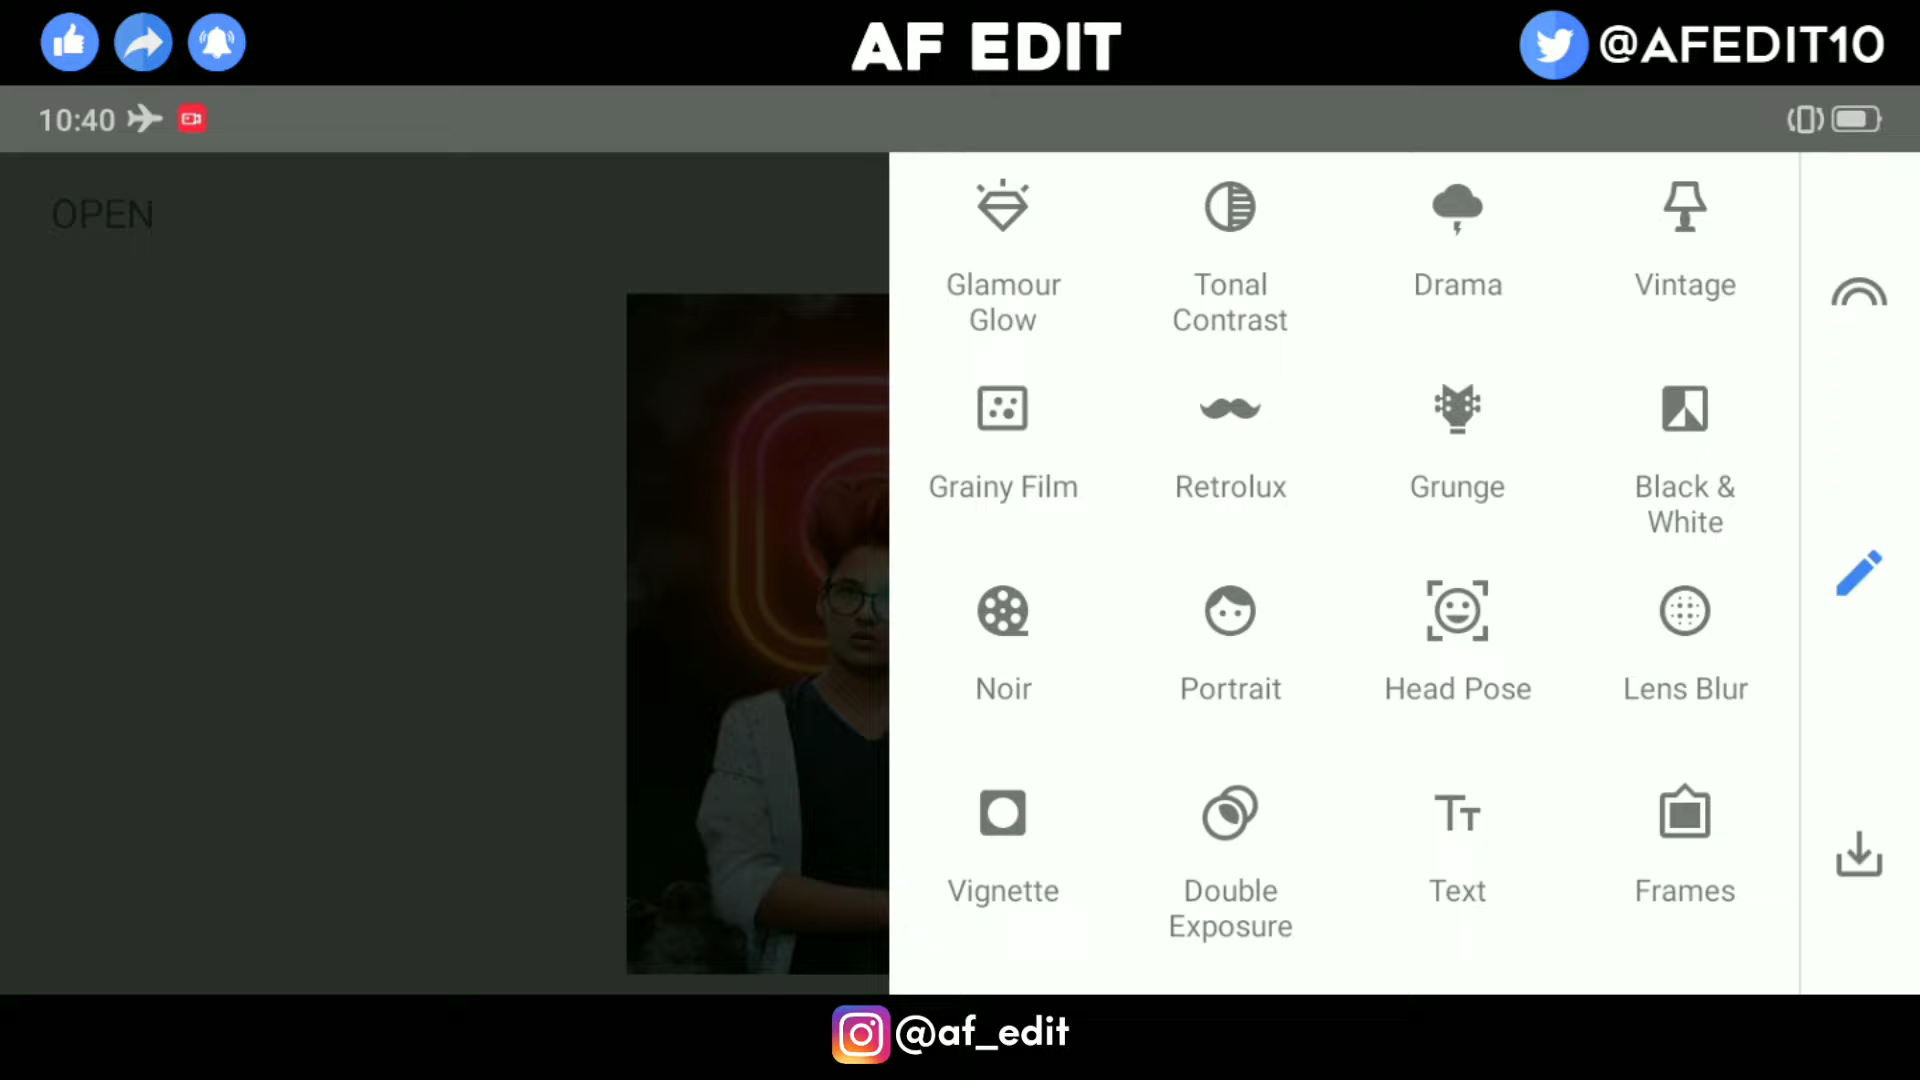 AF EDIT
@AFEDIT10
10:40
OPEN
Glamour
Glow
Tonal
Contrast
Drama
Vintage
Grainy Film
Retrolux
Grunge
Black &
White
Noir
Portrait
Head Pose
Lens Blur
Vignette
Double
Exposure
Text
Frames
@af_edit